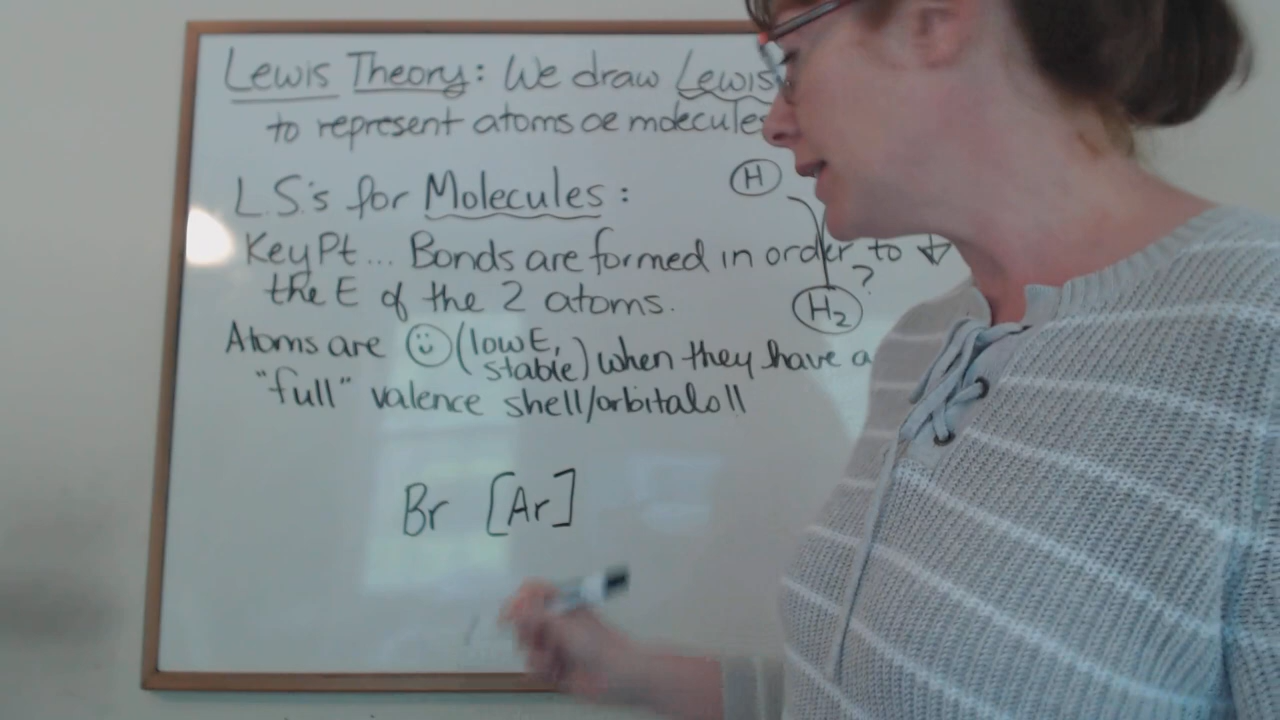 Lewis Theory: We draw Lewis
to represent atoms or molecules
L.S.'s for Molecules:
H
Key Pt... Bonds are formed in order to ↓
the E of the 2 atoms.
?
H₂
Atoms are ☺ (low E, stable) when they have a
"full" valence shell/orbitals!!
Br [Ar]